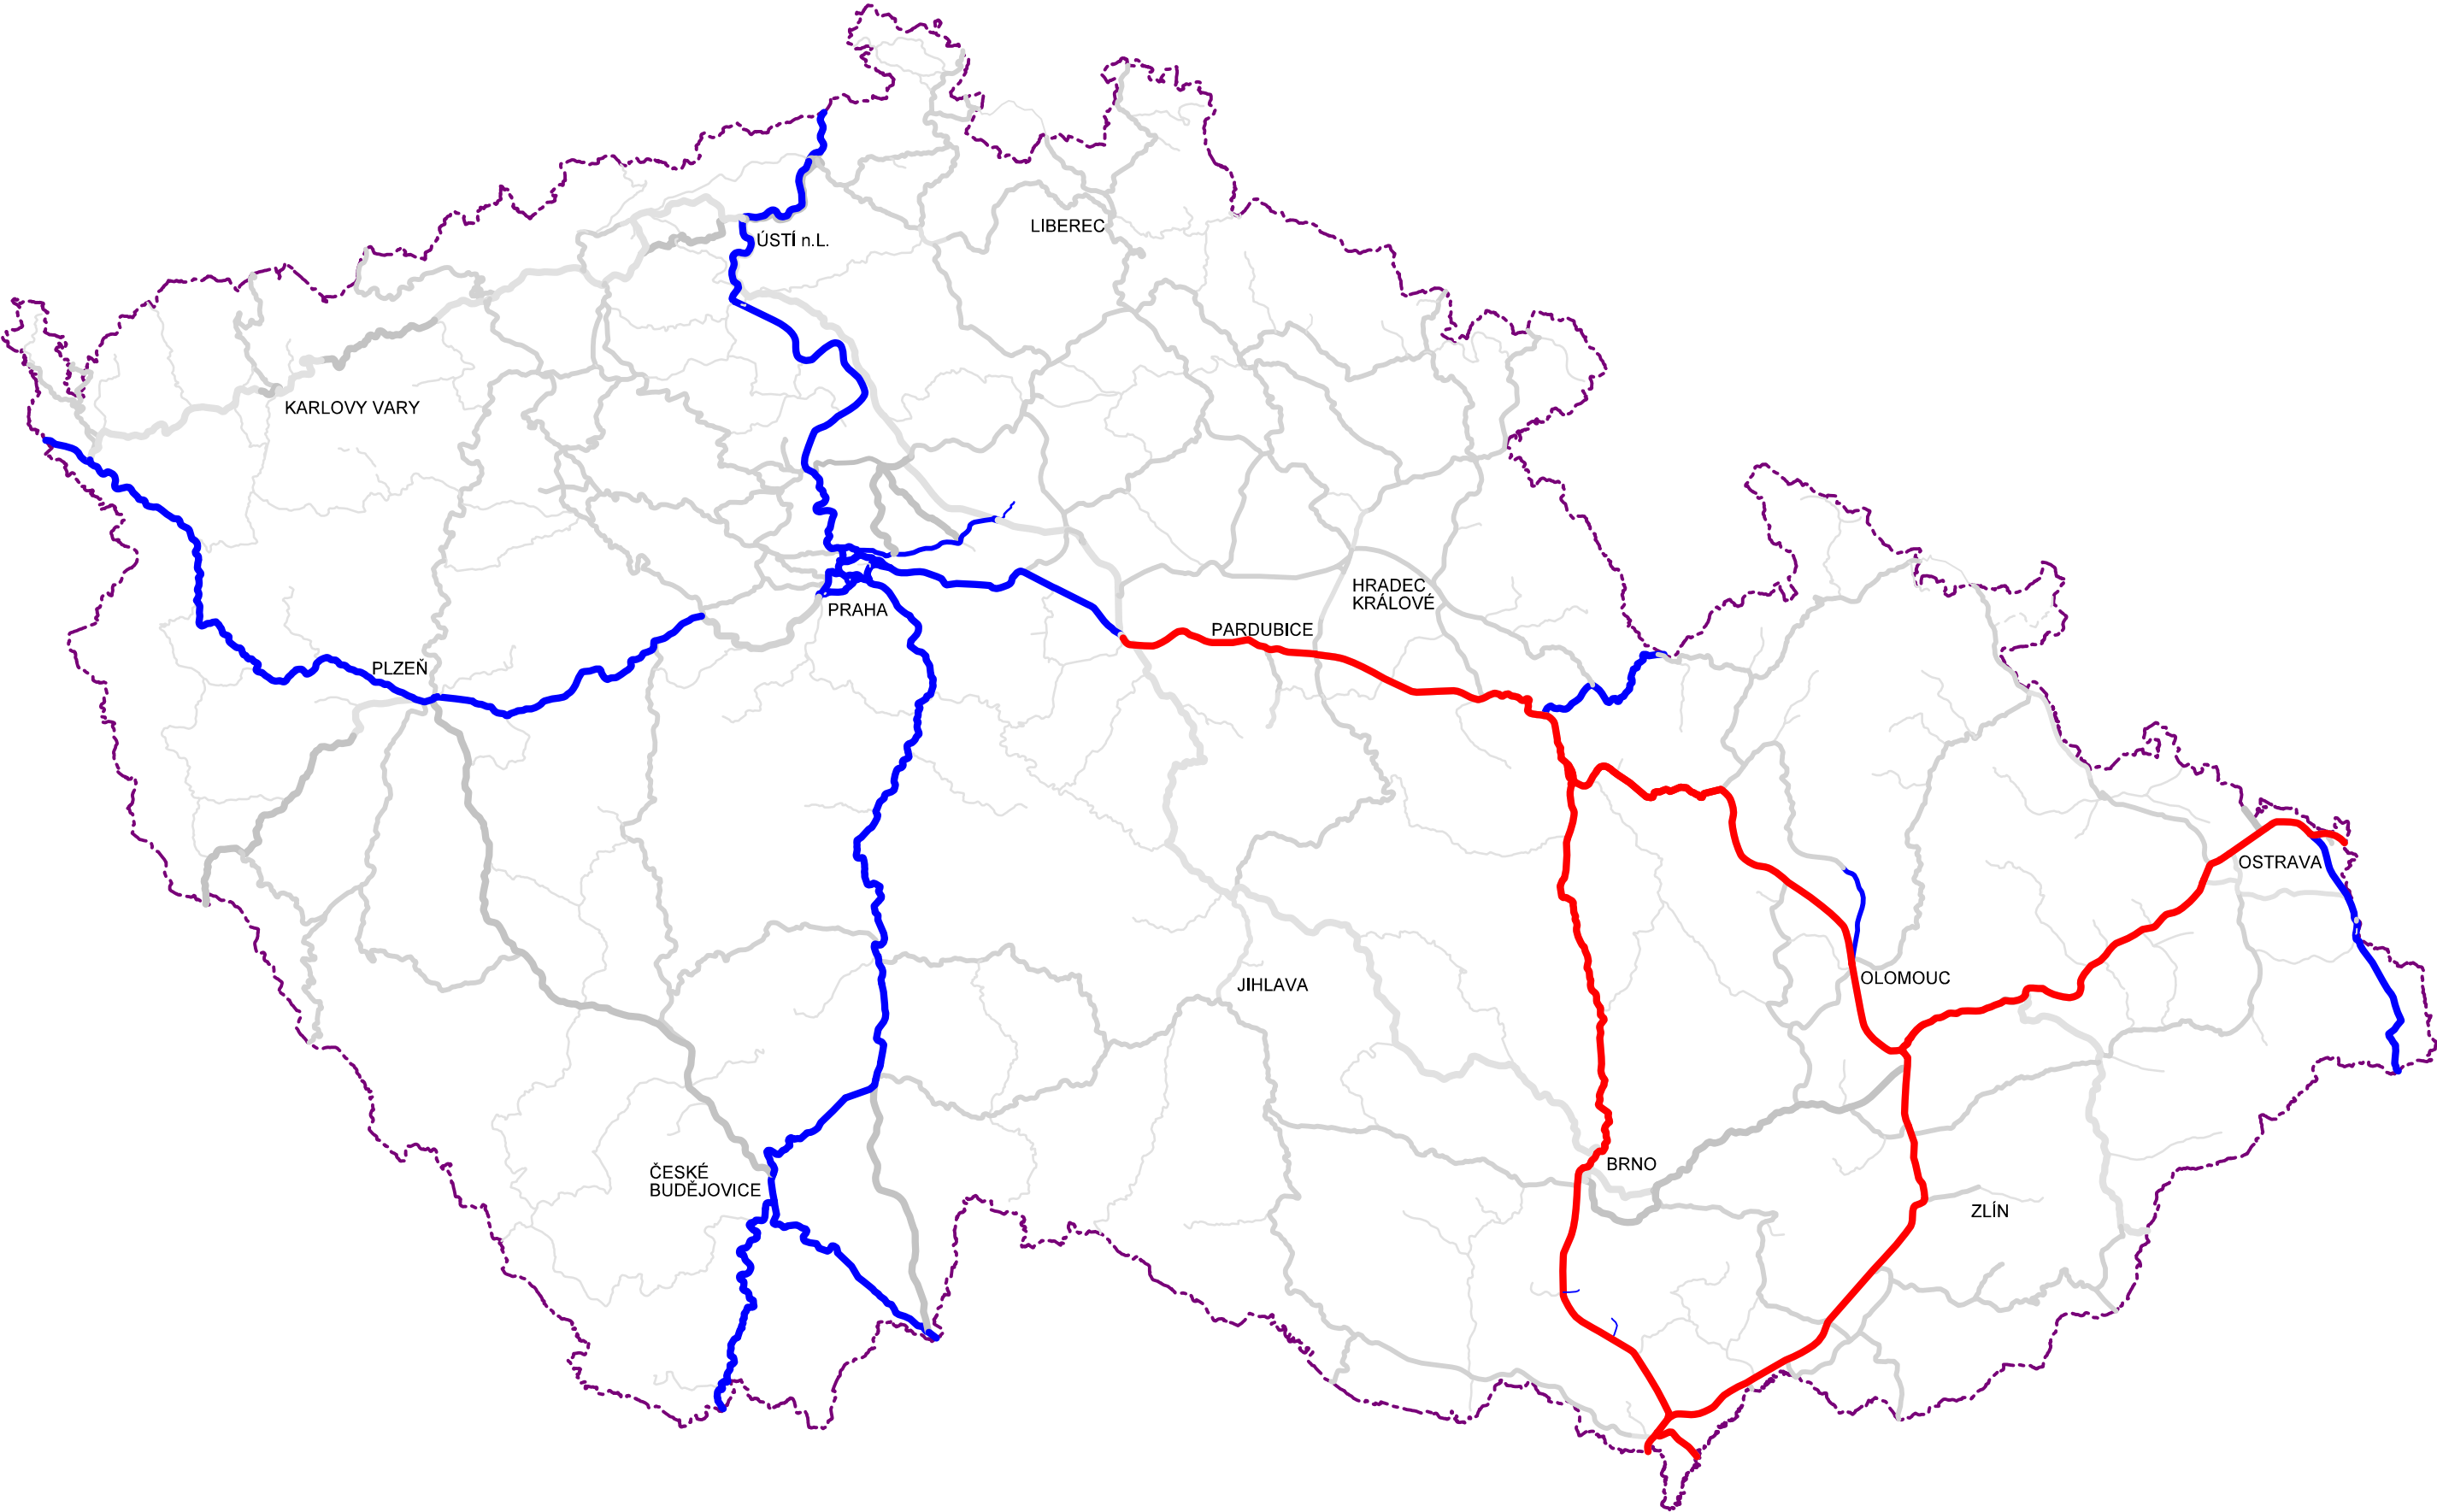 LIBEREC
ÚSTÍ n.L.
KARLOVY VARY
HRADEC
KRÁLOVÉ
PRAHA
PARDUBICE
PLZEŇ
OSTRAVA
OLOMOUC
JIHLAVA
BRNO
ČESKÉ
BUDĚJOVICE
ZLÍN